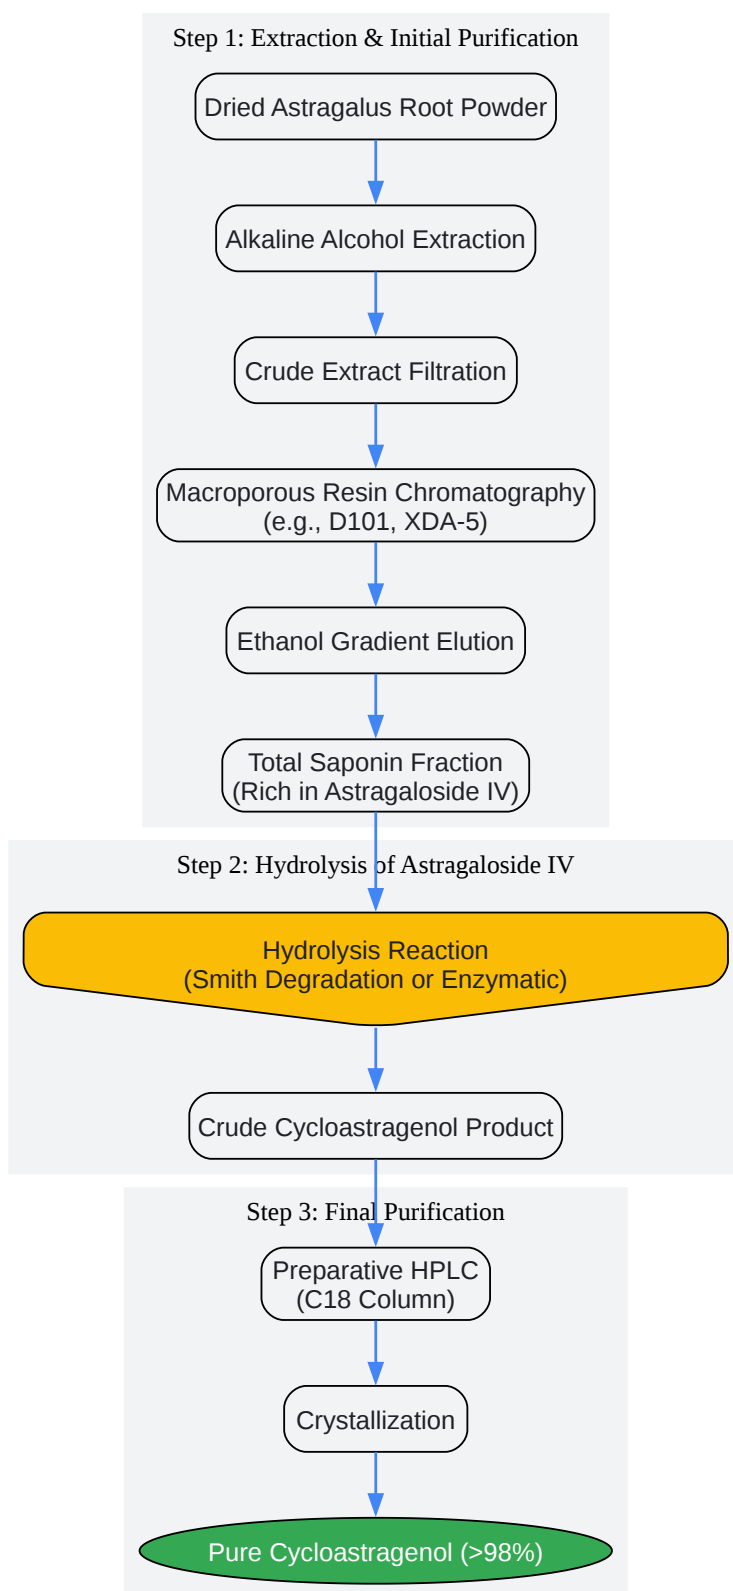 Step 1: Extraction & Initial Purification
Dried Astragalus Root Powder
Alkaline Alcohol Extraction
Crude Extract Filtration
Macroporous Resin Chromatography
(e.g., D101, XDA-5)
Ethanol Gradient Elution
Total Saponin Fraction
(Rich in Astragaloside IV)
Step 2: Hydrolysis of Astragaloside IV
Hydrolysis Reaction
(Smith Degradation or Enzymatic)
Crude Cycloastragenol Product
Step 3: Final Purification
Preparative HPLC
(C18 Column)
Crystallization
Pure Cycloastragenol (>98%)